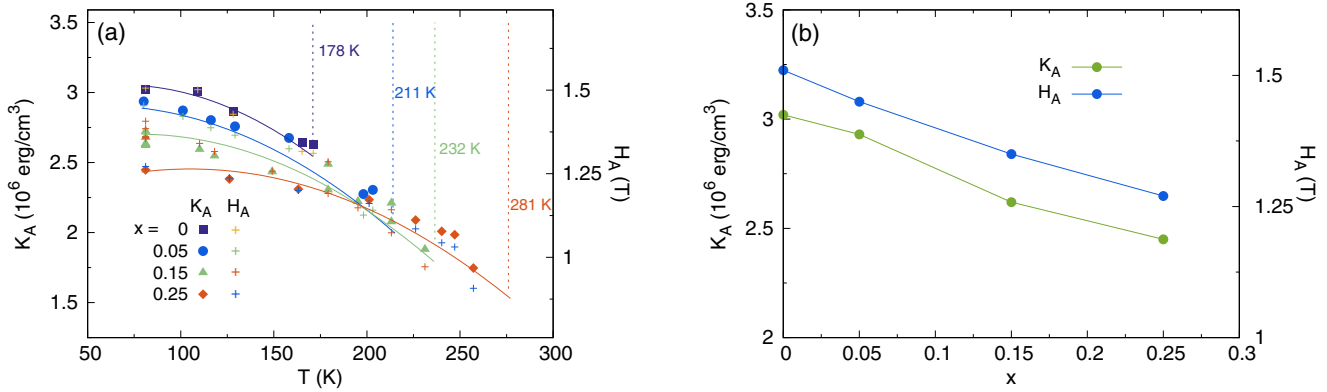 (a)
3.5
3
2.5
2
1.5
K_A (10^6 erg/cm^3)
178 K
211 K
232 K
281 K
1.5
1.25
1
H_A (T)
K_A H_A
x = 0
0.05
0.15
0.25
50 100 150 200 250 300
T (K)
(b)
3.5
3
2.5
2
K_A (10^6 erg/cm^3)
K_A
H_A
1.5
1.25
1
H_A (T)
0 0.05 0.1 0.15 0.2 0.25 0.3
x